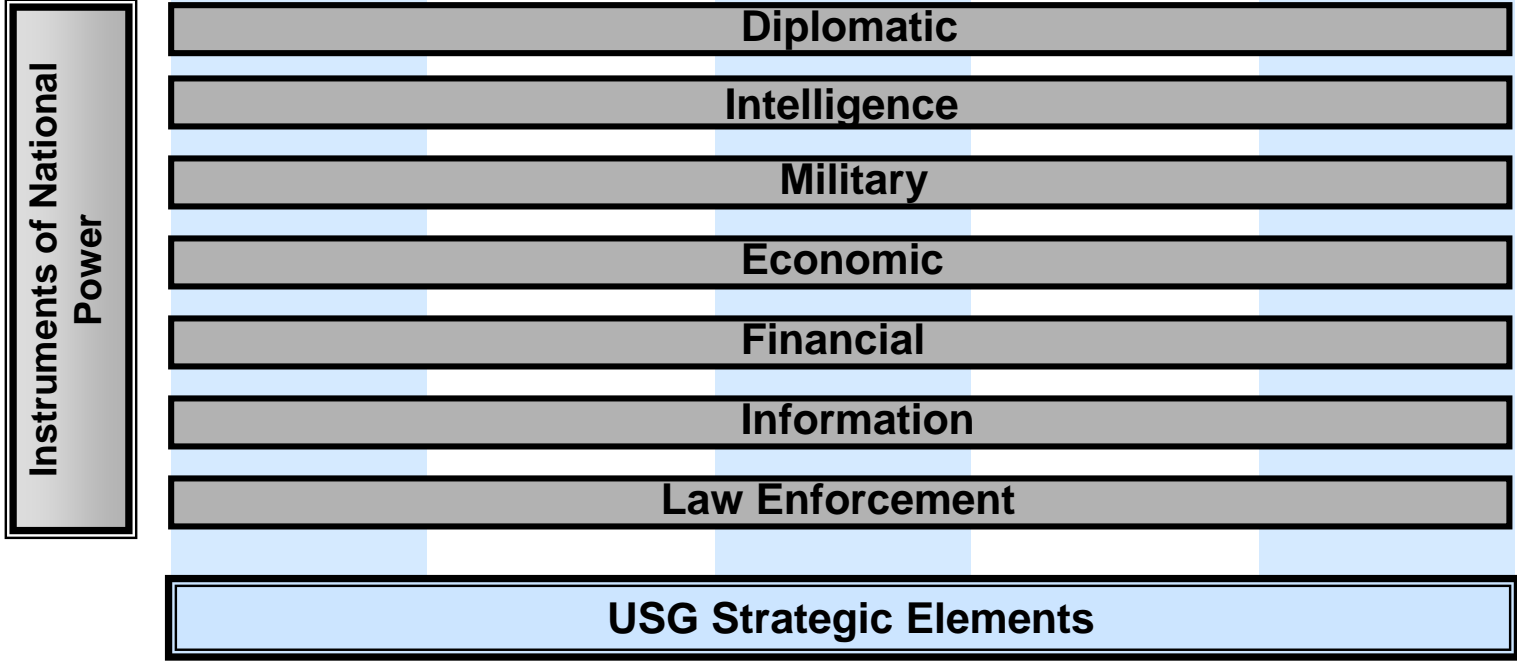 Instruments of National
Power
Diplomatic
Intelligence
Military
Economic
Financial
Information
Law Enforcement
USG Strategic Elements